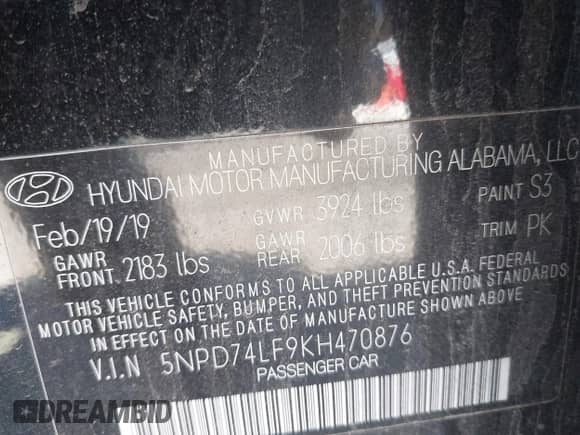 MANUFACTURED BY
HYUNDAI MOTOR MANUFACTURING ALABAMA, LLC
Feb/19/19 GVWR 3924 lbs PAINT S3
GAWR FRONT 2183 lbs GAWR REAR 2006 lbs TRIM PK
THIS VEHICLE CONFORMS TO ALL APPLICABLE U.S.A. FEDERAL
MOTOR VEHICLE SAFETY, BUMPER, AND THEFT PREVENTION STANDARDS
IN EFFECT ON THE DATE OF MANUFACTURE SHOWN ABOVE.
V.I.N 5NPD74LF9KH470876
PASSENGER CAR
DREAMBID